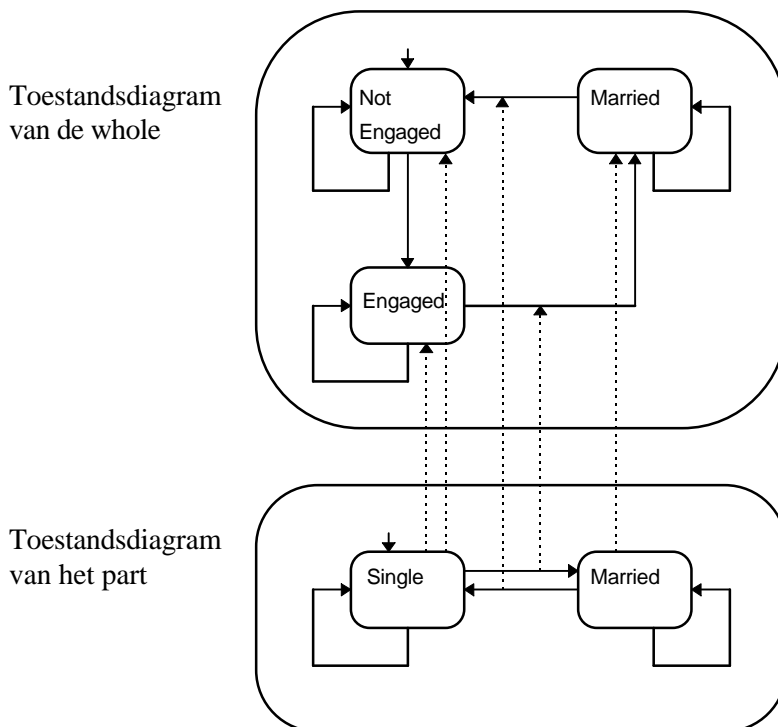 Toestandsdiagram
van de whole
Not
Engaged
Married
Engaged
Toestandsdiagram
van het part
Single
Married